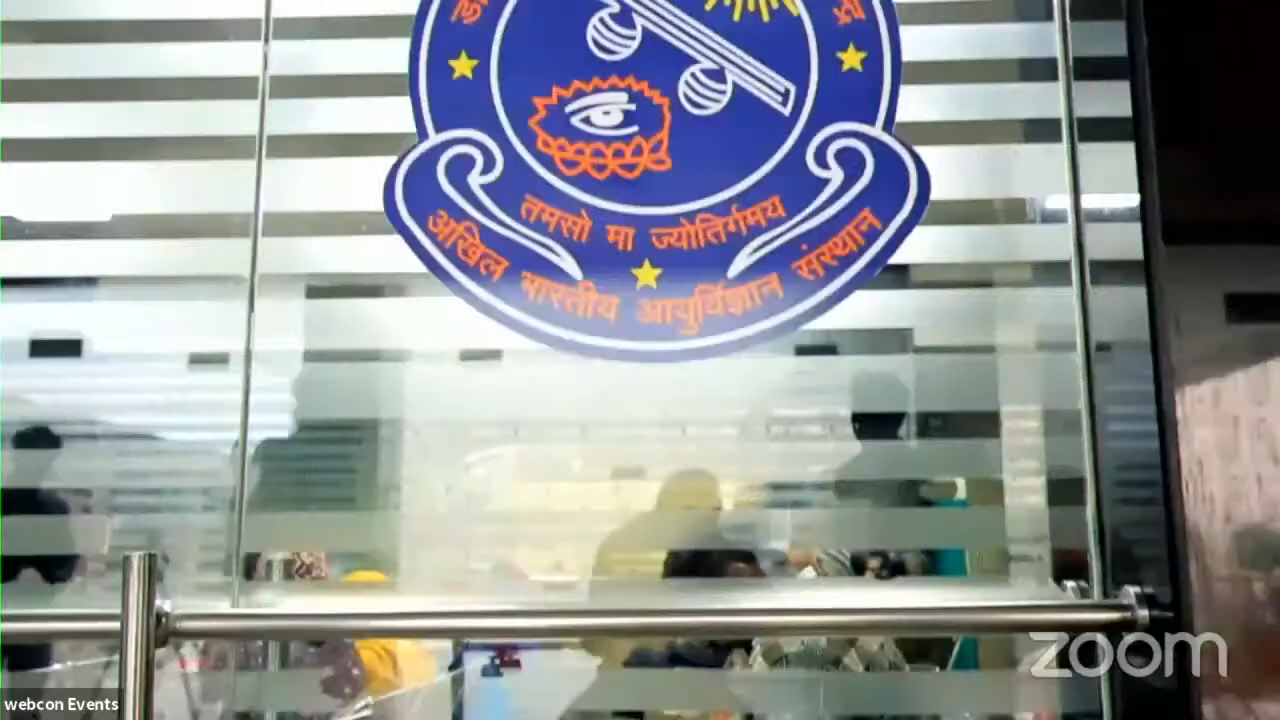 तमसो मा ज्योतिर्गमय
अखिल भारतीय आयुर्विज्ञान संस्थान
zoom
webcon Events